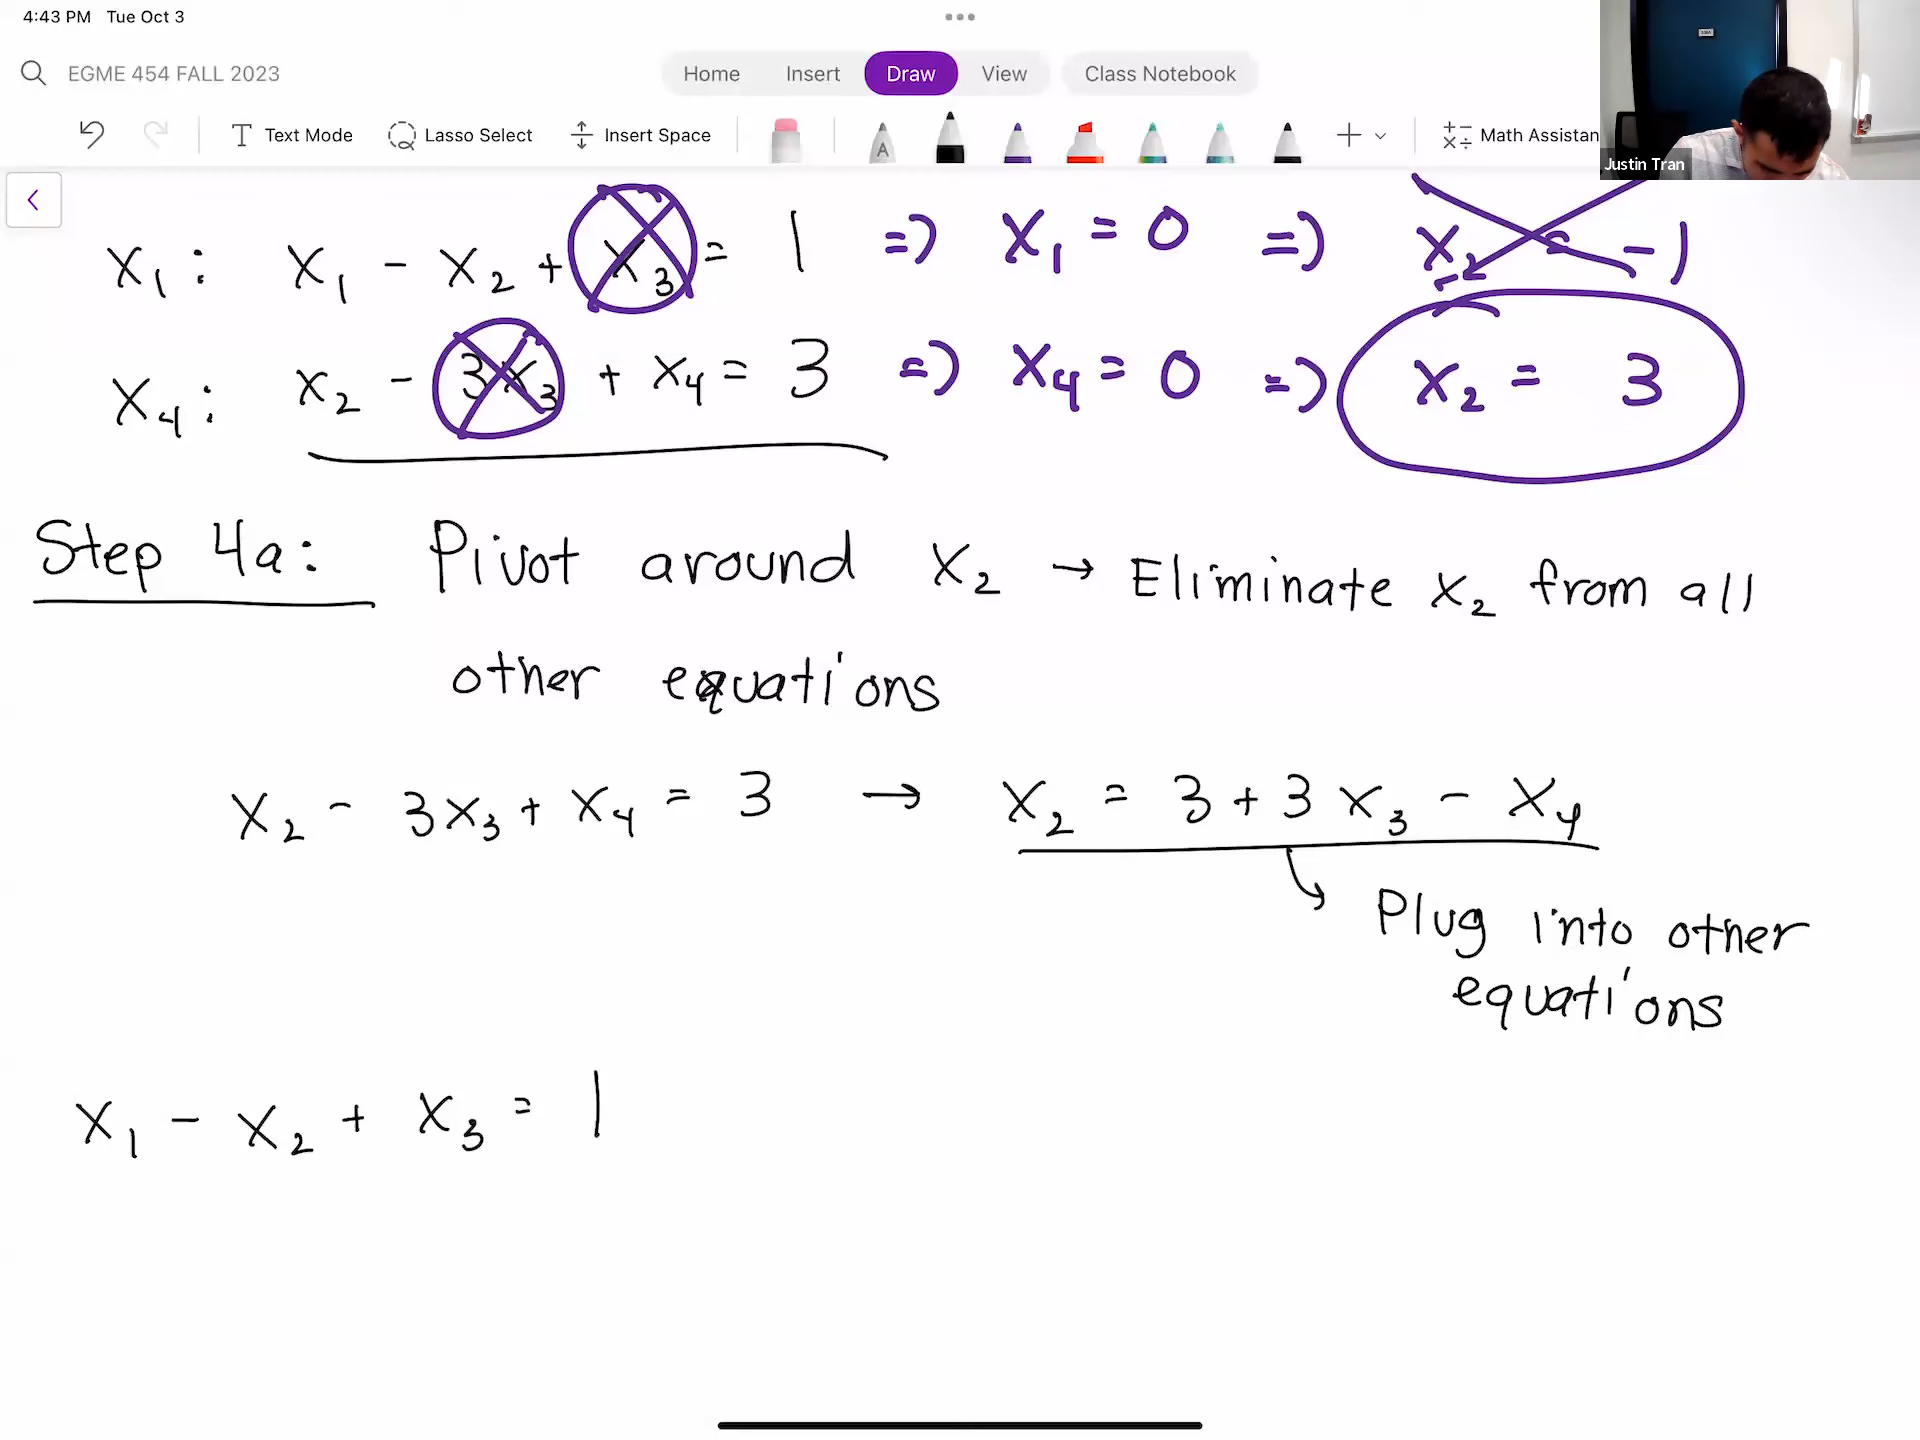 4:43 PM Tue Oct 3
EGME 454 FALL 2023
Home Insert Draw View Class Notebook
Text Mode Lasso Select Insert Space A Math Assistan
Justin Tran
x₁: x₁ - x₂ + x₃ = 1 => x₁ = 0 => x₂ = -1
x₄: x₂ - 3x₃ + x₄ = 3 => x₄ = 0 => x₂ = 3
Step 4a: Pivot around x₂ → Eliminate x₂ from all
other equations
x₂ - 3x₃ + x₄ = 3 → x₂ = 3 + 3x₃ - x₄
Plug into other
equations
x₁ - x₂ + x₃ = 1